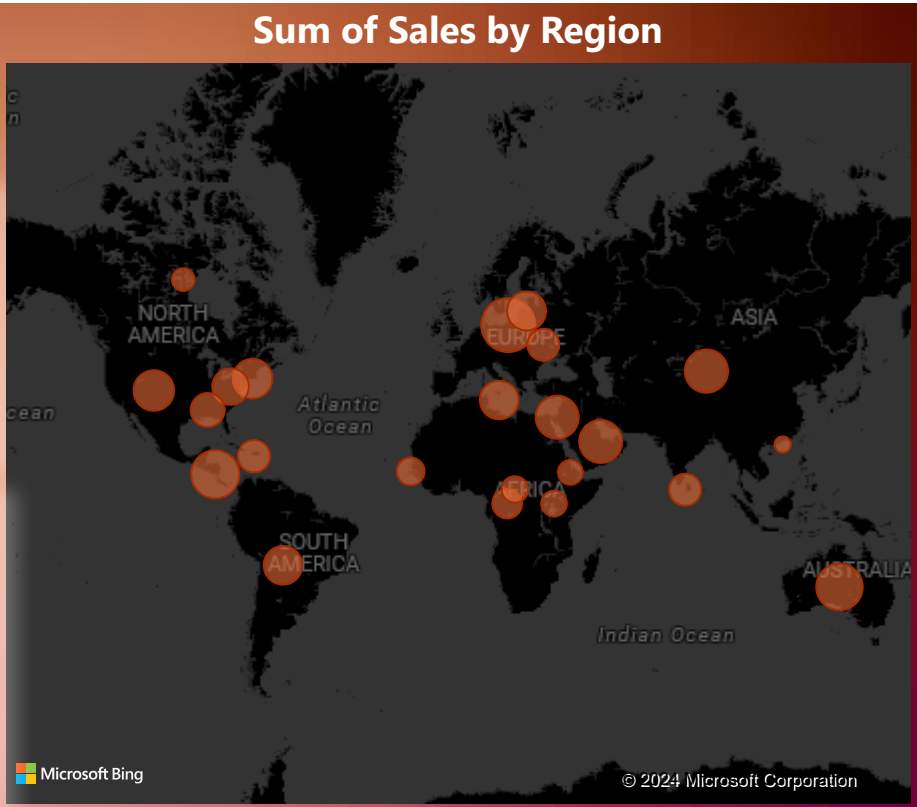 Sum of Sales by Region
c
n
NORTH
AMERICA
ASIA
EUROPE
Atlantic
Ocean
cean
AFRICA
SOUTH
AMERICA
AUSTRALIA
Indian Ocean
Microsoft Bing
© 2024 Microsoft Corporation